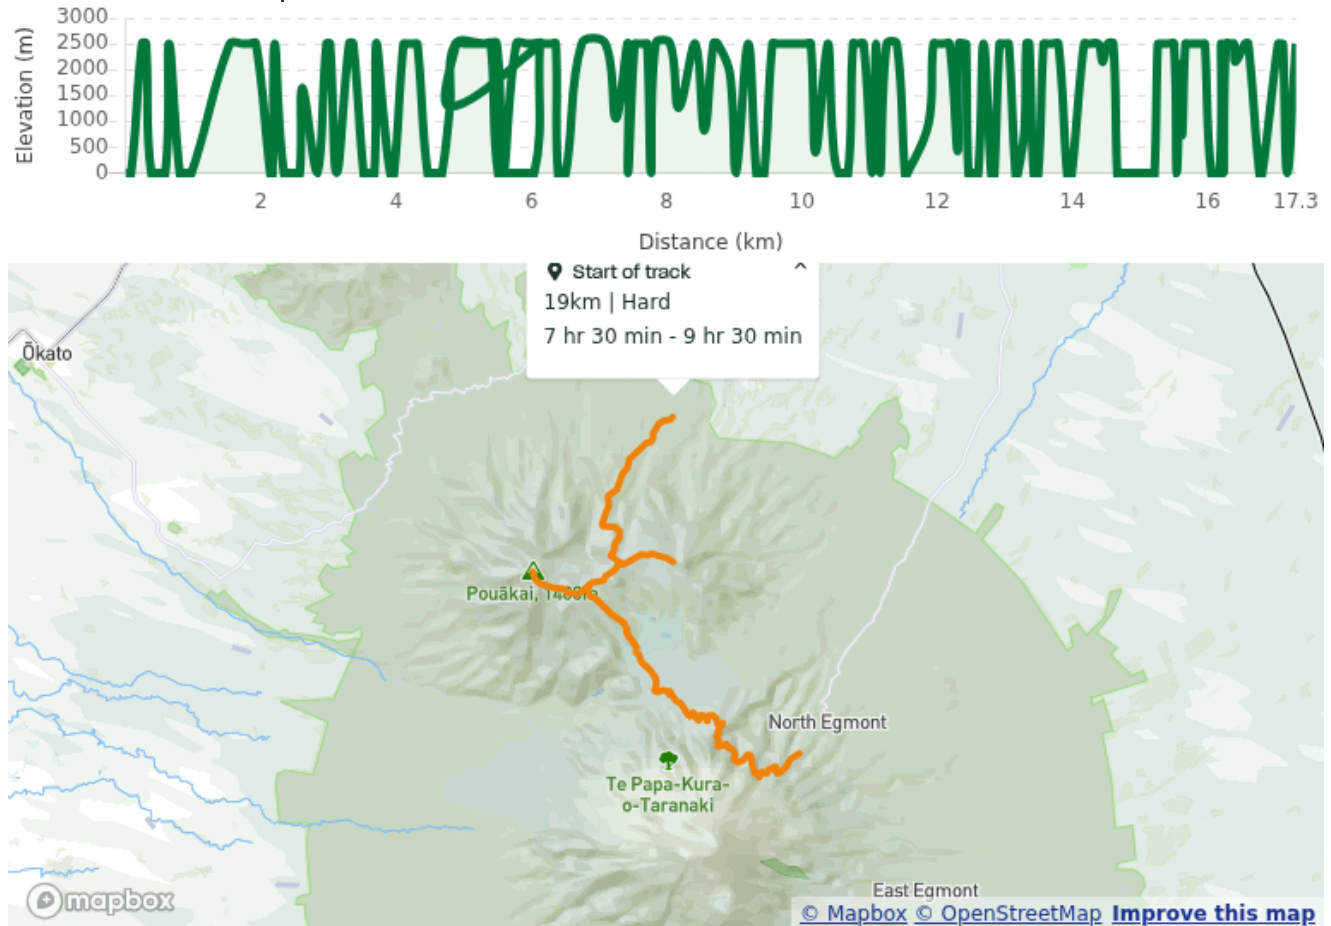 3000
2500
2000
1500
1000
500
0
Elevation (m)
2 4 6 8 10 12 14 16 17.3
Distance (km)
Start of track
19km | Hard
7 hr 30 min - 9 hr 30 min
Ōkato
Pouākai,
North Egmont
Te Papa-Kura-
o-Taranaki
East Egmont
mapbox
© Mapbox © OpenStreetMap Improve this map